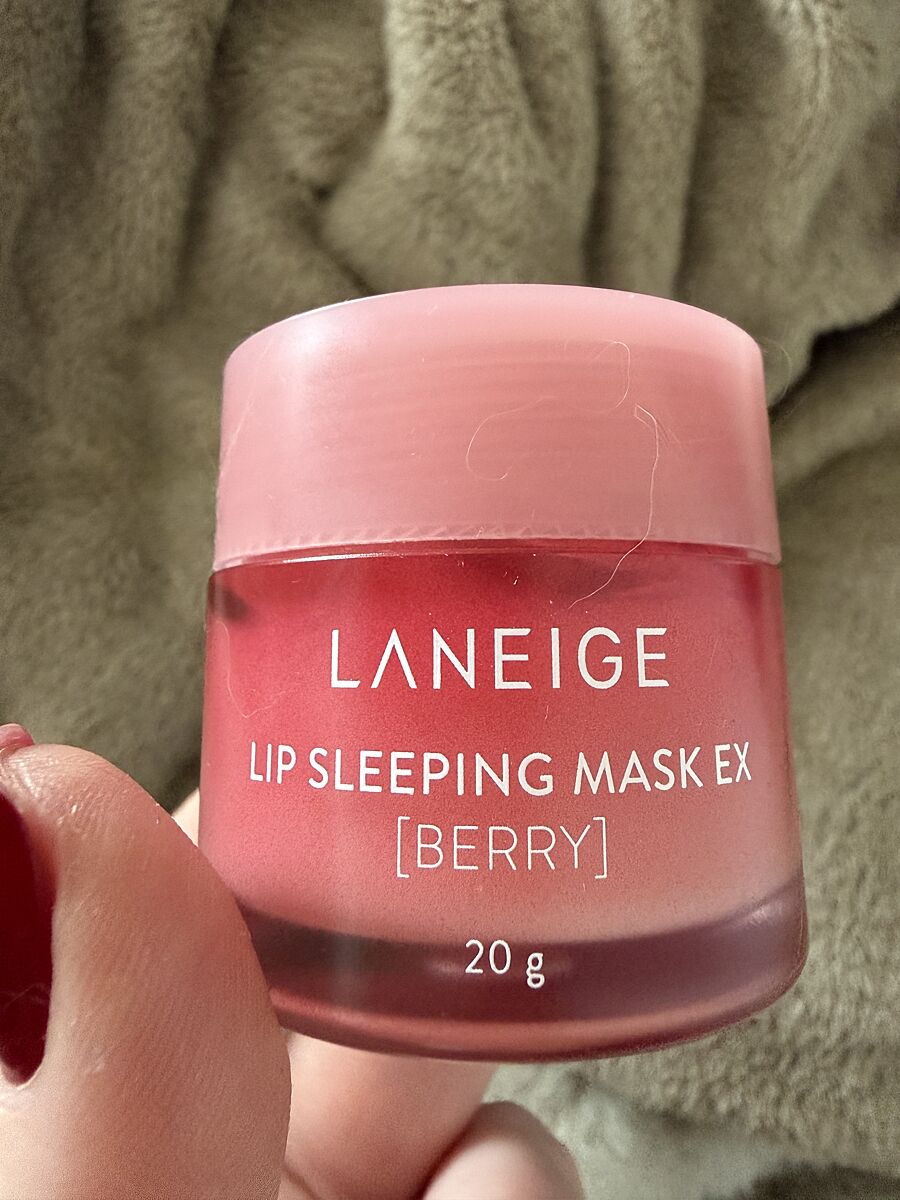 LANEIGE
LIP SLEEPING MASK EX
[BERRY]
20 g